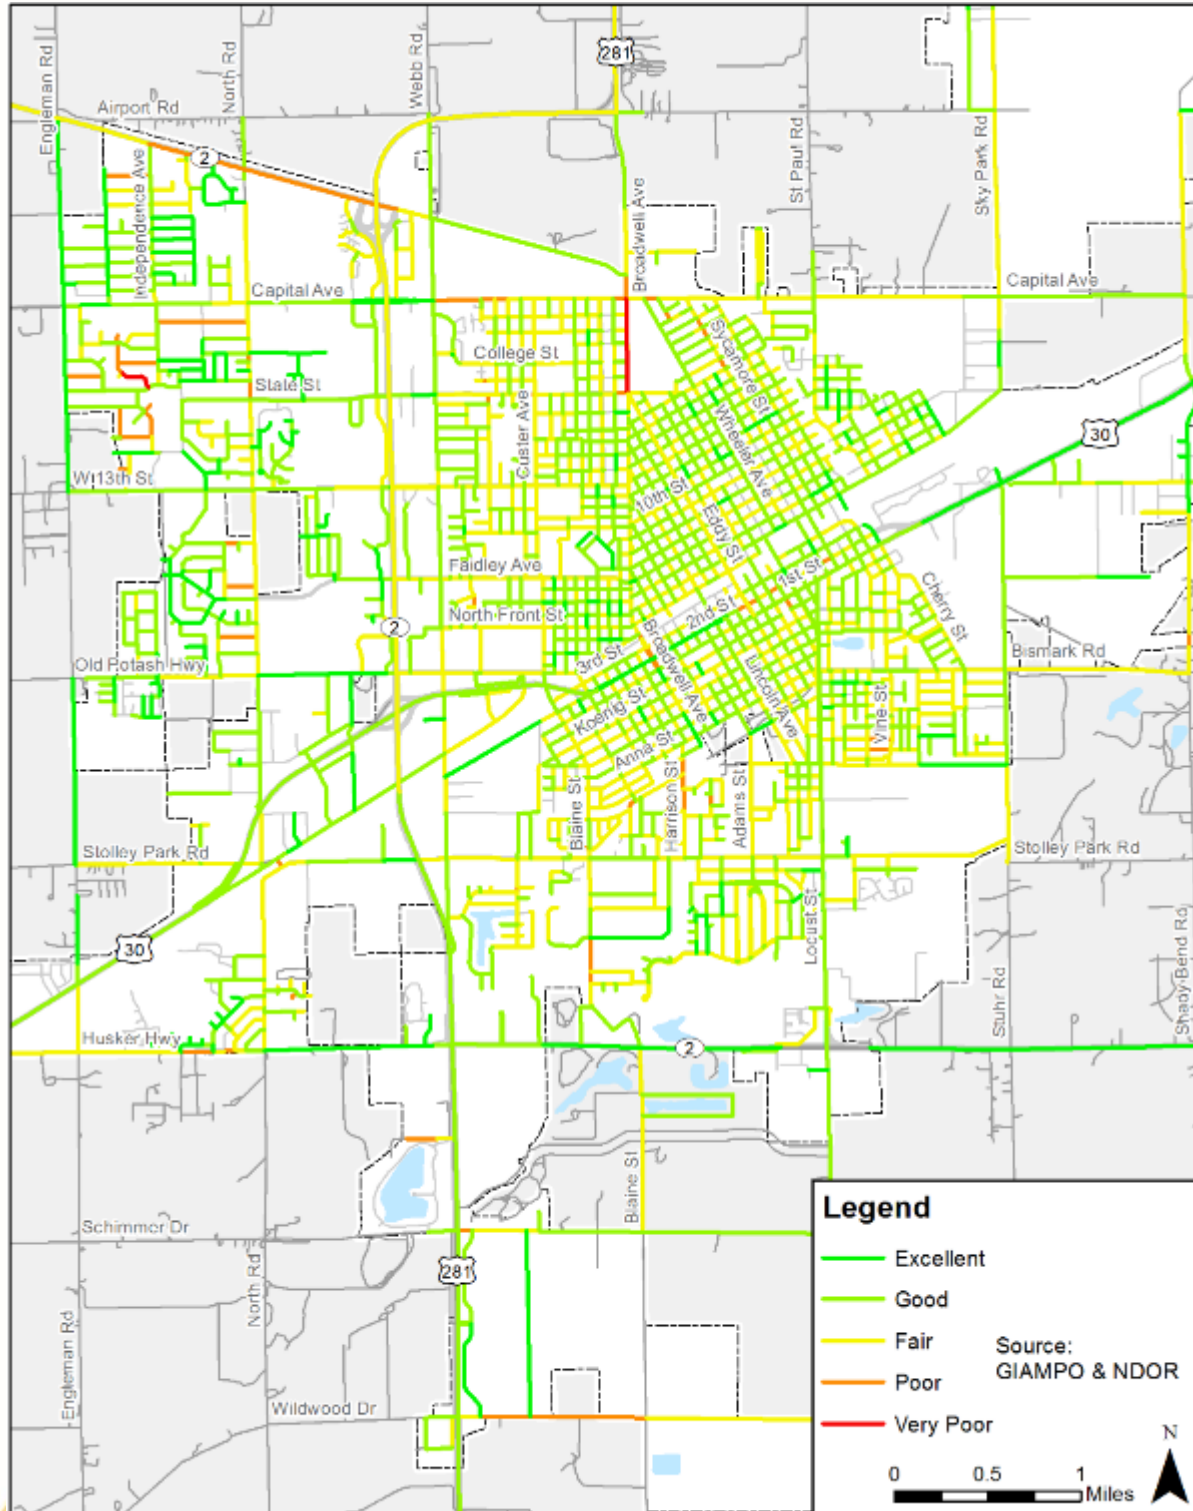 281
Engleman Rd
North Rd
Webb Rd
Airport Rd
St Paul Rd
Sky Park Rd
2
Independence Ave
Broadwell Ave
Capital Ave
Capital Ave
College St
Sycamore St
State St
Custer Ave
Wheeler Ave
30
W 13th St
10th St
Eddy St
Faidley Ave
1st St
Cherry St
North Front St
2nd St
2
3rd St
Broadwell Ave
Lincoln Ave
Old Potash Hwy
Bismark Rd
Koenig St
Vine St
Anna St
Blaine St
Harrison St
Adams St
Stolley Park Rd
Stolley Park Rd
Locust St
30
Stuhr Rd
Shady Bend Rd
Husker Hwy
2
Blaine St
Schimmer Dr
North Rd
281
Engleman Rd
Wildwood Dr
Legend
Excellent
Good
Fair
Poor
Very Poor
Source:
GIAMPO & NDOR
N
0 0.5 1
Miles